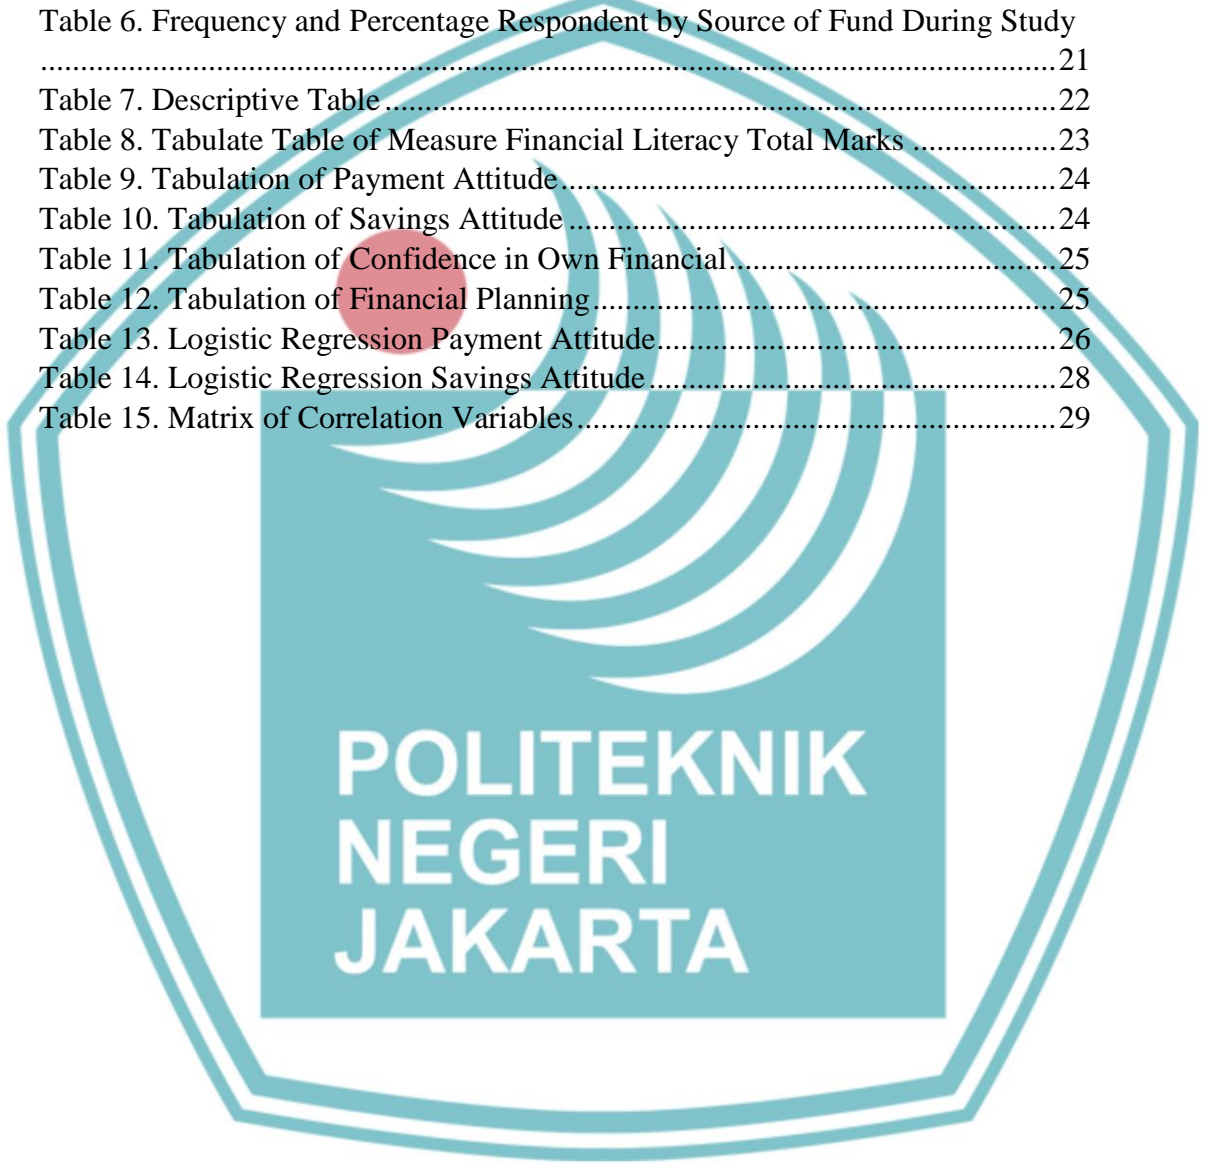 Table 6. Frequency and Percentage Respondent by Source of Fund During Study
.................................................................................................................................21
Table 7. Descriptive Table.....................................................................................22
Table 8. Tabulate Table of Measure Financial Literacy Total Marks ..................23
Table 9. Tabulation of Payment Attitude...............................................................24
Table 10. Tabulation of Savings Attitude ..............................................................24
Table 11. Tabulation of Confidence in Own Financial..........................................25
Table 12. Tabulation of Financial Planning...........................................................25
Table 13. Logistic Regression Payment Attitude...................................................26
Table 14. Logistic Regression Savings Attitude....................................................28
Table 15. Matrix of Correlation Variables.............................................................29
POLITEKNIK
NEGERI
JAKARTA